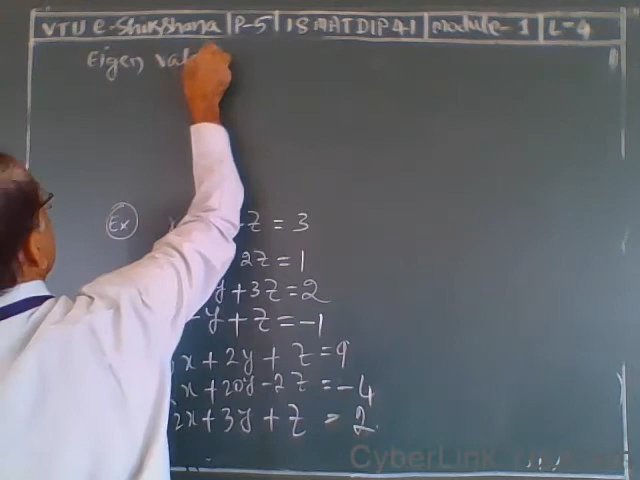 VTU e-Shikshana | P-5 | 18MATDIP41 | module-1 | L-4
Eigen val
Ex
z = 3
2z = 1
y + 3z = 2
- y + z = -1
x + 2y + z = 9
x + 20y - 2z = -4
2x + 3y + z = 2.